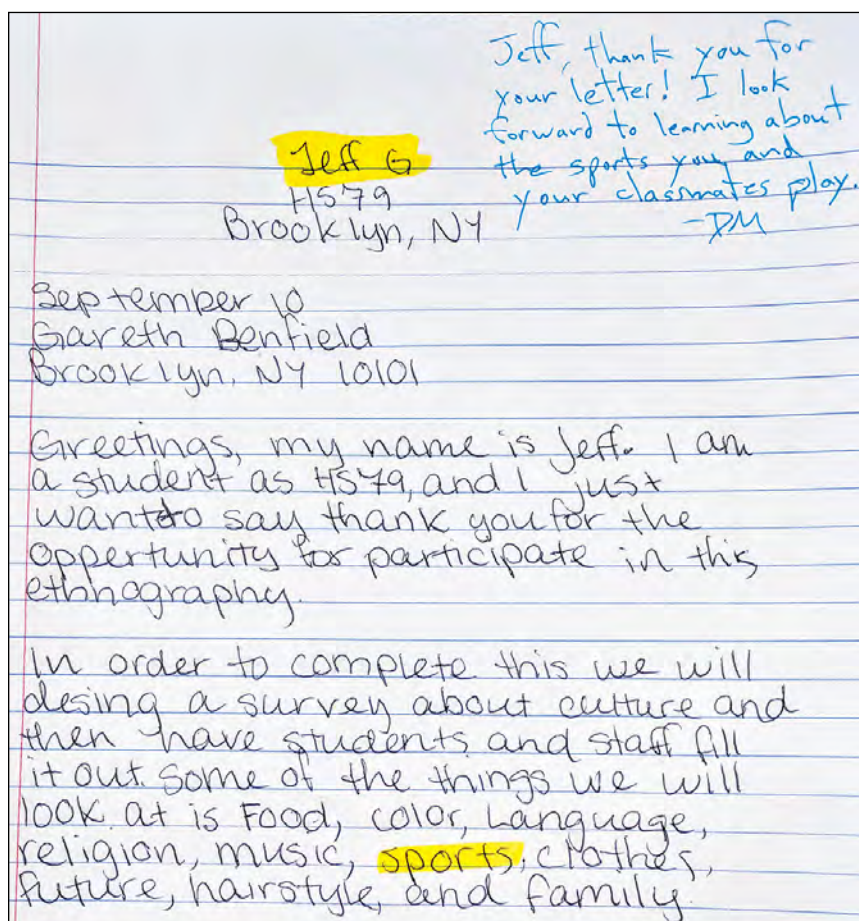 Jeff, thank you for
your letter! I look
forward to learning about
the sports you and
your classmates play.
-DM
Jeff G
HS79
Brooklyn, NY
September 10
Gareth Benfield
Brooklyn, NY 10101
Greetings, my name is Jeff. I am
a student as HS79, and I just
want to say thank you for the
oppertunity for participate in this
ethnography.
In order to complete this we will
desing a survey about culture and
then have students and staff fill
it out. Some of the things we will
look at is Food, color, Language,
religion, music, sports, clothes,
future, hairstyle, and family.